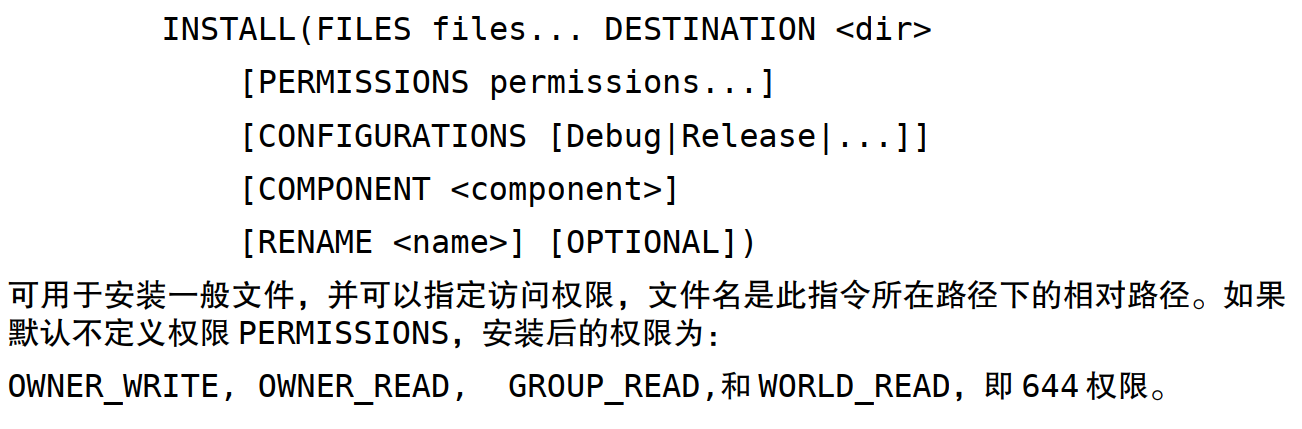 INSTALL(FILES files... DESTINATION <dir>
[PERMISSIONS permissions...]
[CONFIGURATIONS [Debug|Release|...]]
[COMPONENT <component>]
[RENAME <name>] [OPTIONAL])
可用于安装一般文件，并可以指定访问权限，文件名是此指令所在路径下的相对路径。如果
默认不定义权限 PERMISSIONS，安装后的权限为：
OWNER_WRITE, OWNER_READ,  GROUP_READ,和 WORLD_READ，即 644 权限。